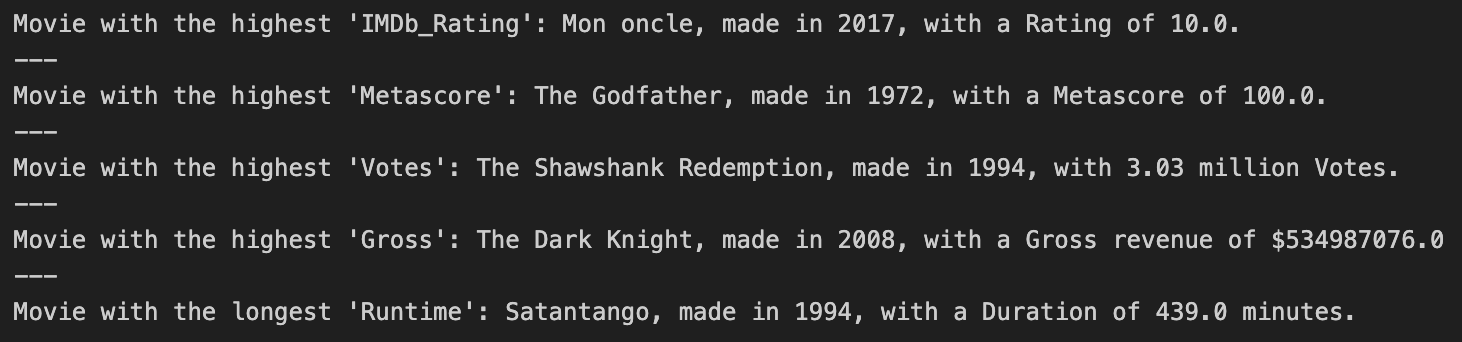 Movie with the highest 'IMDb_Rating': Mon oncle, made in 2017, with a Rating of 10.0.
---
Movie with the highest 'Metascore': The Godfather, made in 1972, with a Metascore of 100.0.
---
Movie with the highest 'Votes': The Shawshank Redemption, made in 1994, with 3.03 million Votes.
---
Movie with the highest 'Gross': The Dark Knight, made in 2008, with a Gross revenue of $534987076.0
---
Movie with the longest 'Runtime': Satantango, made in 1994, with a Duration of 439.0 minutes.